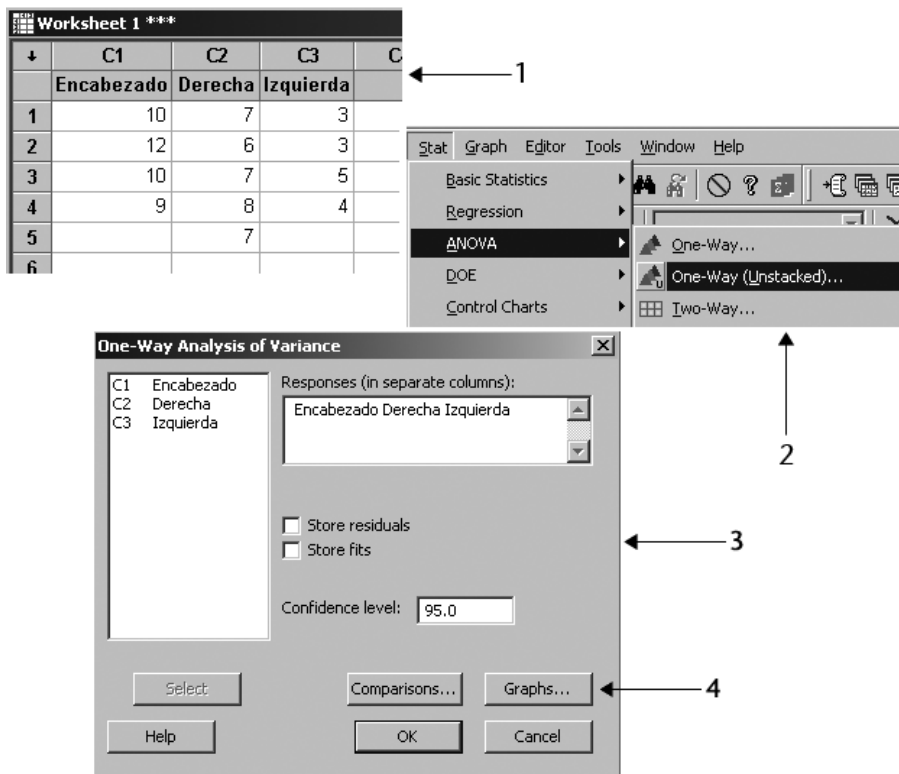 Worksheet 1 ***
C1 C2 C3 C
Encabezado Derecha Izquierda
1 10 7 3
2 12 6 3
3 10 7 5
4 9 8 4
5 7
6
1
Stat Graph Editor Tools Window Help
Basic Statistics
Regression
ANOVA
DOE
Control Charts
One-Way...
One-Way (Unstacked)...
Two-Way...
2
One-Way Analysis of Variance
C1 Encabezado
C2 Derecha
C3 Izquierda
Responses (in separate columns):
Encabezado Derecha Izquierda
Store residuals
Store fits
3
Confidence level: 95.0
Select Comparisons... Graphs...
4
Help OK Cancel